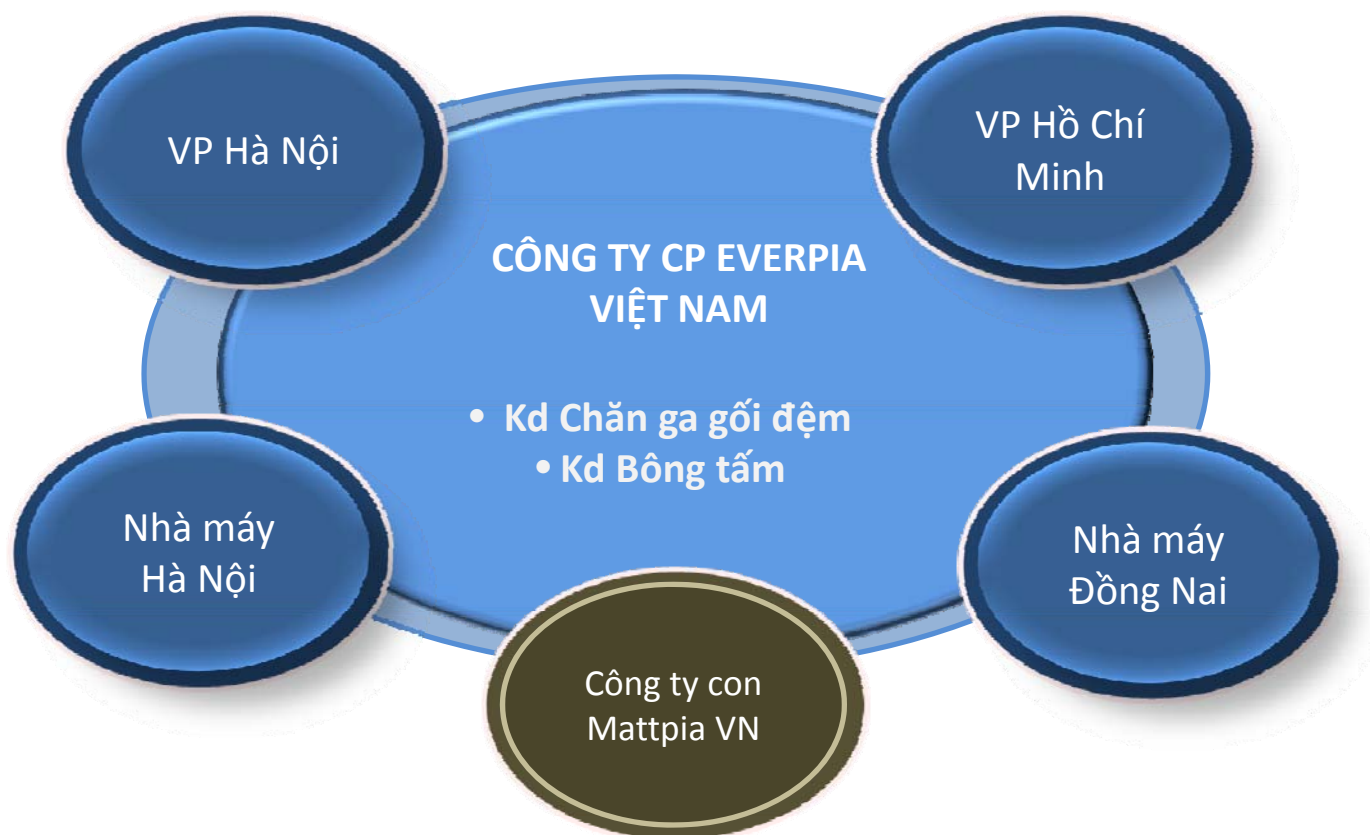 VP Hà Nội
VP Hồ Chí
Minh
CÔNG TY CP EVERPIA
VIỆT NAM
• Kd Chăn ga gối đệm
• Kd Bông tấm
Nhà máy
Hà Nội
Nhà máy
Đồng Nai
Công ty con
Mattpia VN